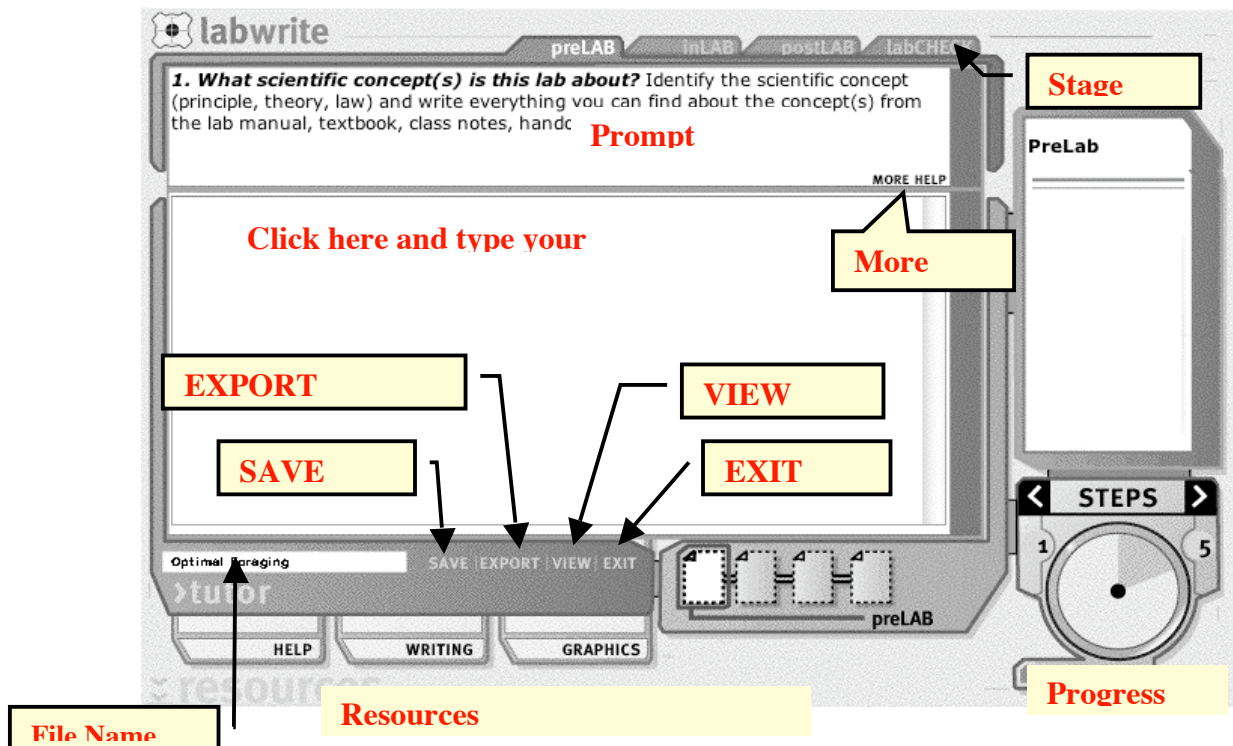 labwrite
preLAB inLAB postLAB labCHECK
Stage
1. What scientific concept(s) is this lab about? Identify the scientific concept
(principle, theory, law) and write everything you can find about the concept(s) from
the lab manual, textbook, class notes,
Prompt
MORE HELP
PreLab
Click here and type your
More
EXPORT
VIEW
SAVE
EXIT
STEPS
1 5
Optimal Foraging
SAVE | EXPORT | VIEW | EXIT
>tutor
preLAB
HELP WRITING GRAPHICS
resources
Resources
Progress
File Name